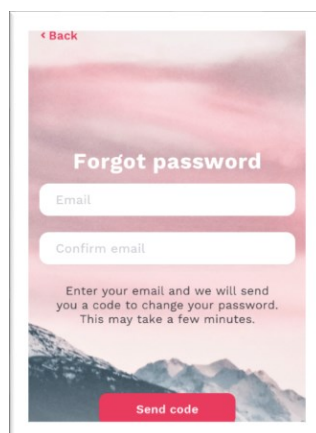 ‹ Back
Forgot password
Email
Confirm email
Enter your email and we will send
you a code to change your password.
This may take a few minutes.
Send code